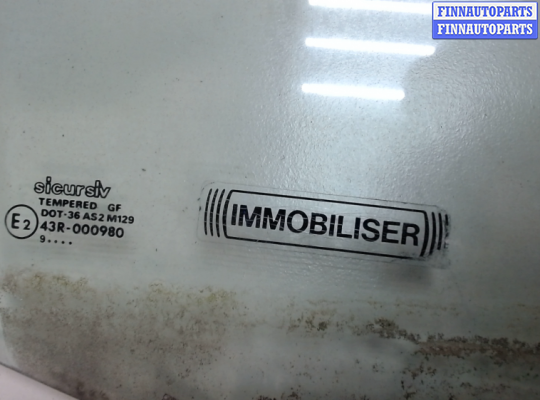 FINNAUTOPARTS
FINNAUTOPARTS
sicursiv
TEMPERED GF
DOT-36 AS2 M129
E2 43R-000980
9....
IMMOBILISER